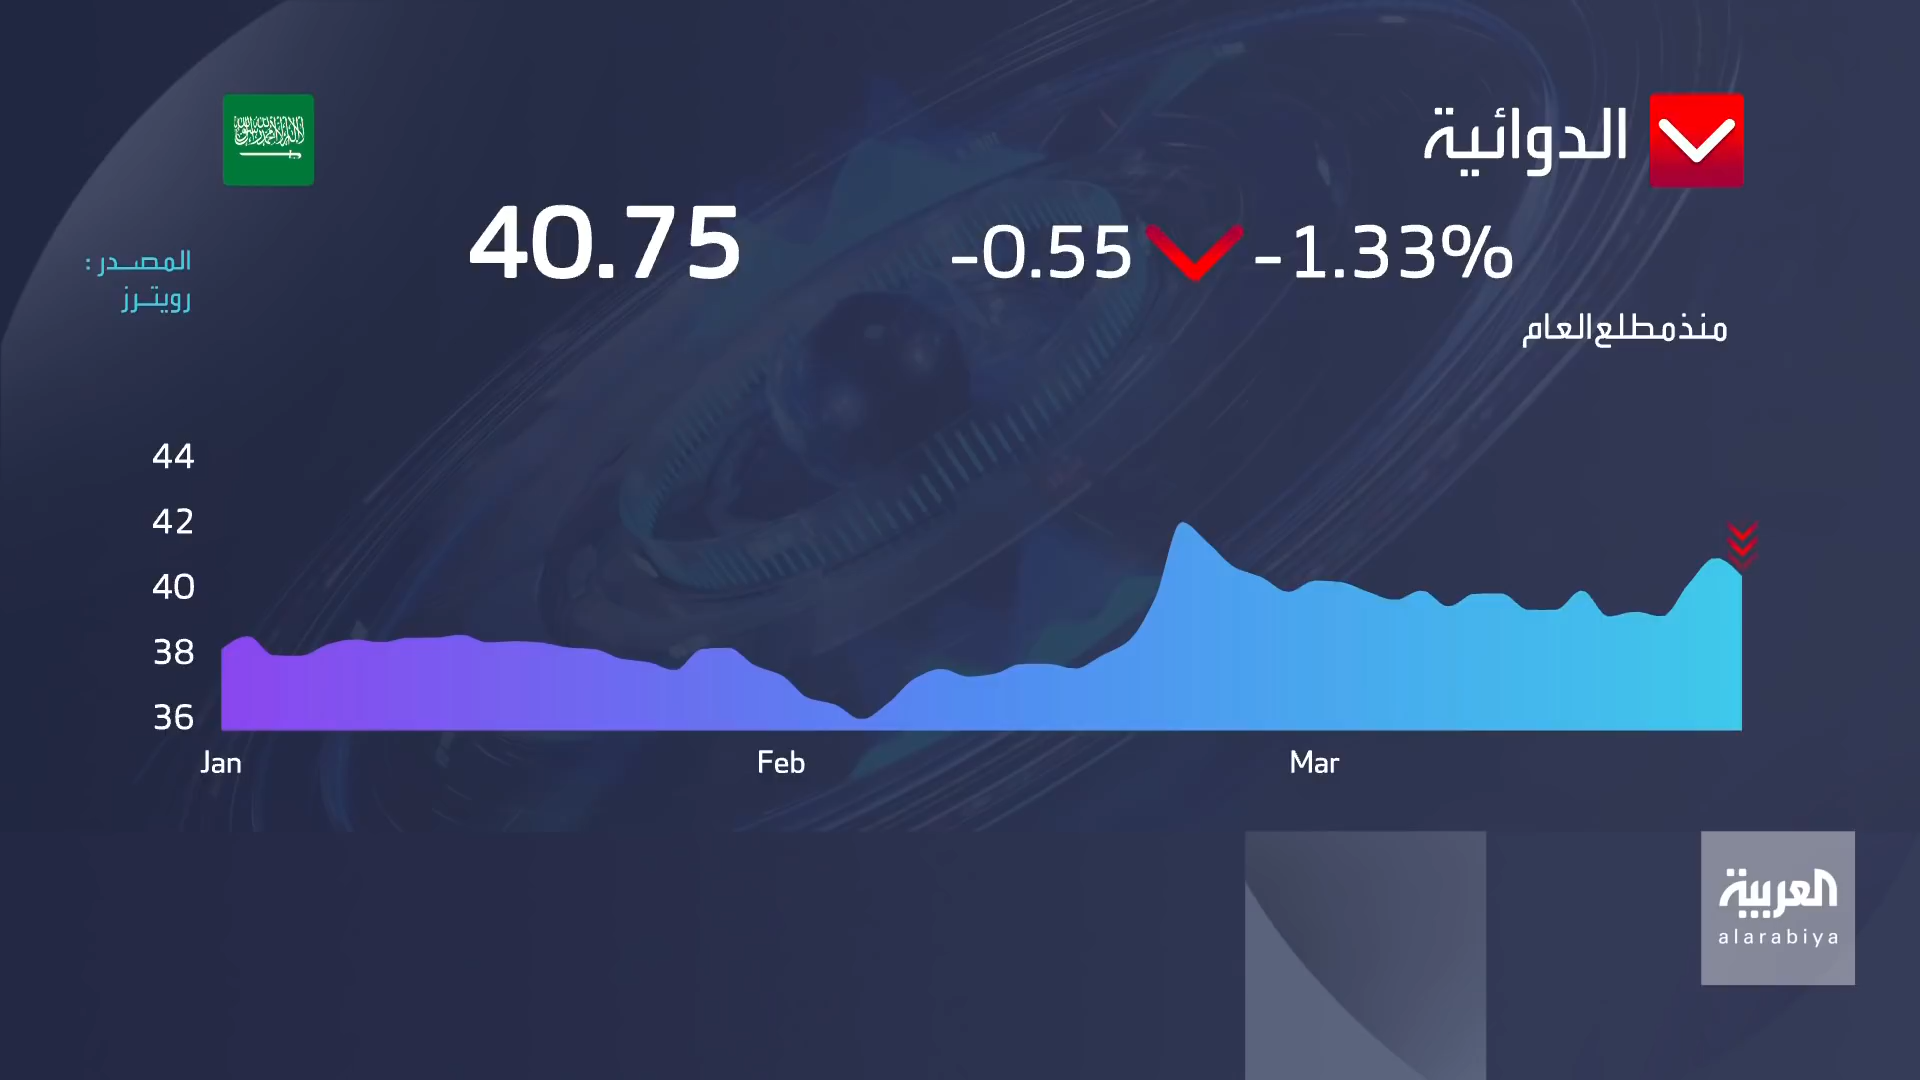 الدوائية
40.75
-0.55
-1.33%
المصدر :
رويترز
منذ مطلع العام
44
42
40
38
36
Jan Feb Mar
العربية
alarabiya